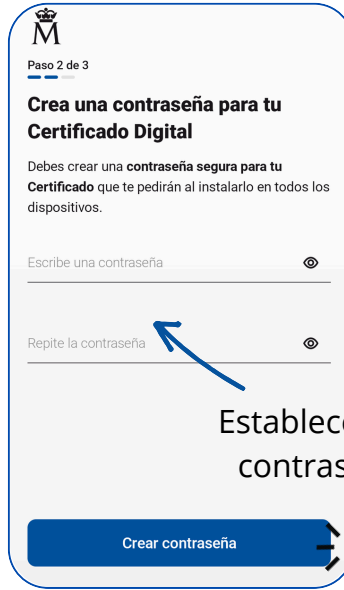 M
Paso 2 de 3
Crea una contraseña para tu
Certificado Digital
Debes crear una contraseña segura para tu
Certificado que te pedirán al instalarlo en todos los
dispositivos.
Escribe una contraseña
Repite la contraseña
Crear contraseña